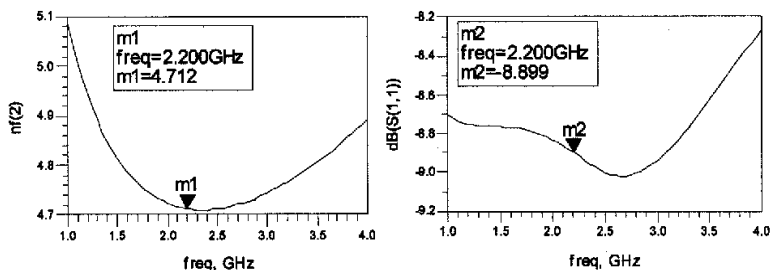 m1
freq=2.200GHz
m1=4.712
nf(2)
5.1
5.0
4.9
4.8
4.7
m1
1.0
1.5
2.0
2.5
3.0
3.5
4.0
freq, GHz
m2
freq=2.200GHz
m2=-8.899
dB(S(1,1))
-8.2
-8.4
-8.6
-8.8
-9.0
-9.2
m2
1.0
1.5
2.0
2.5
3.0
3.5
4.0
freq, GHz